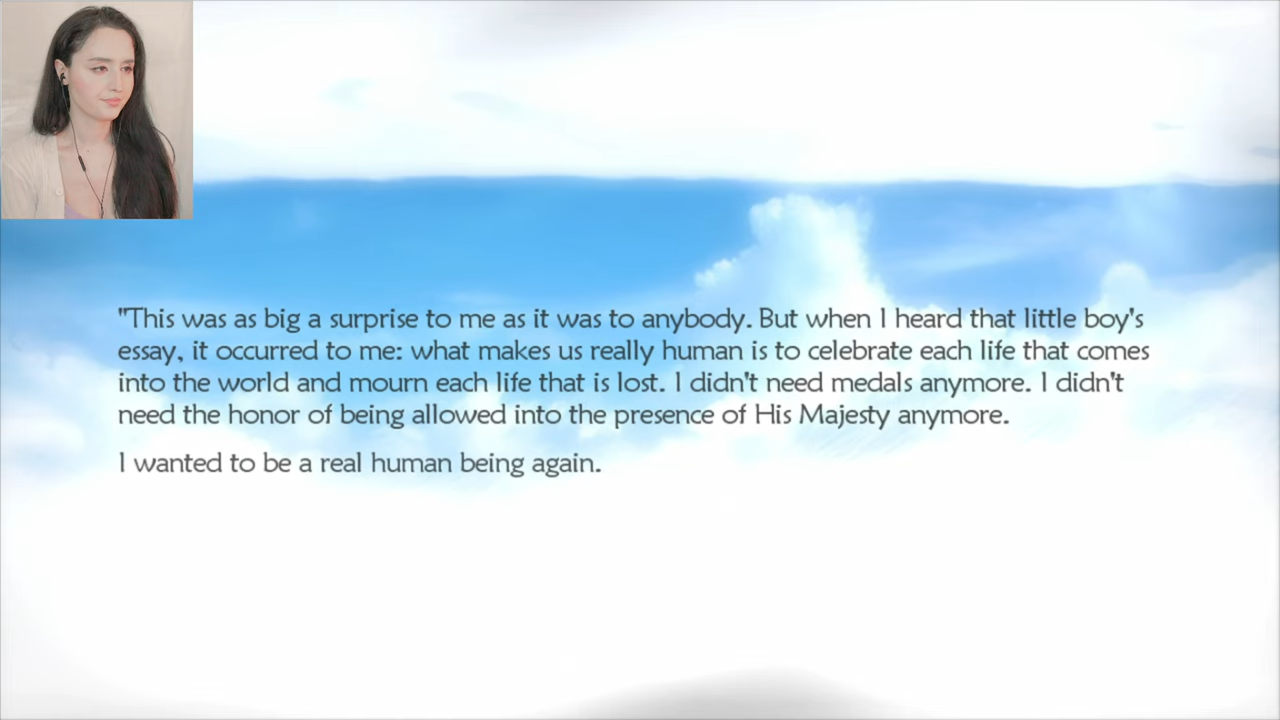 "This was as big a surprise to me as it was to anybody. But when I heard that little boy's
essay, it occurred to me: what makes us really human is to celebrate each life that comes
into the world and mourn each life that is lost. I didn't need medals anymore. I didn't
need the honor of being allowed into the presence of His Majesty anymore.
I wanted to be a real human being again.